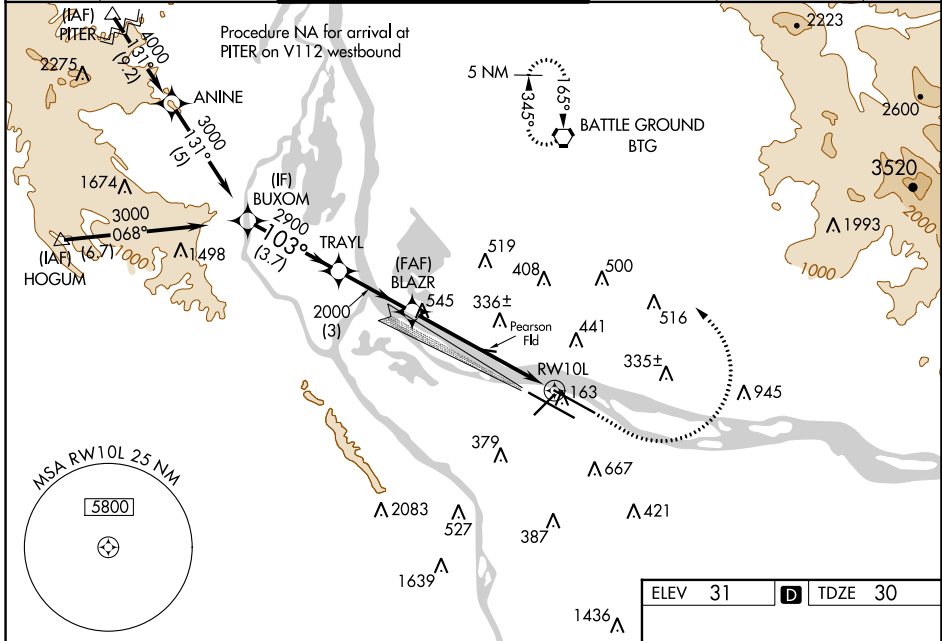 (IAF)
PITER
4000
131°
(9.2)
2275
Procedure NA for arrival at
PITER on V112 westbound
ANINE
3000
131°
(5)
1674
3000
068°
(6.7)
1000
(IAF)
HOGUM
1498
(IF)
BUXOM
2900
103°
(3.7)
TRAYL
2000
(3)
(FAF)
BLAZR
545
5 NM
345°
165°
BATTLE GROUND
BTG
2223
2600
3520
2000
1993
1000
519
408
500
336±
516
441
Pearson
Fld
335±
RW10L
163
945
379
667
2083
527
387
421
1639
1436
MSA RW10L 25 NM
5800
ELEV 31
D
TDZE 30